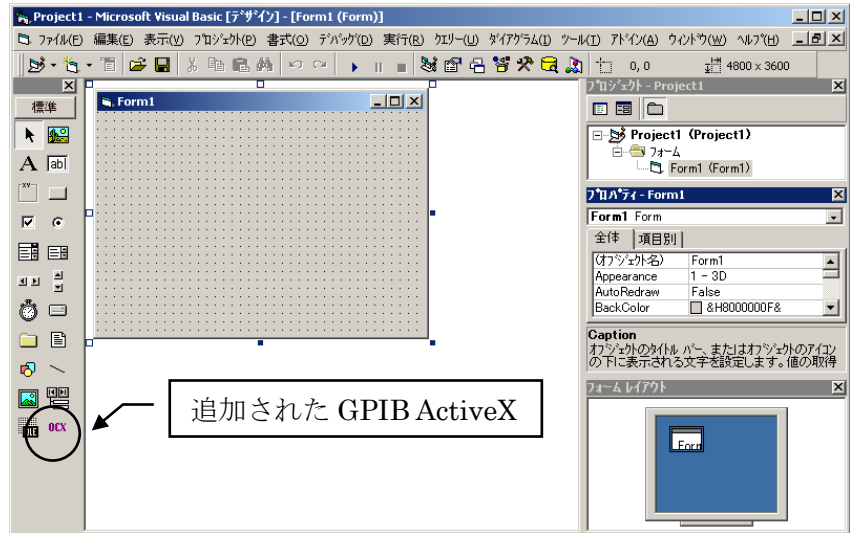 Project1 - Microsoft Visual Basic [ﾃﾞｻﾞｲﾝ] - [Form1 (Form)]
ﾌｧｲﾙ(F) 編集(E) 表示(V) ﾌﾟﾛｼﾞｪｸﾄ(P) 書式(O) ﾃﾞﾊﾞｯｸﾞ(D) 実行(R) ｸｴﾘｰ(U) ﾀﾞｲｱｸﾞﾗﾑ(I) ﾂｰﾙ(T) ｱﾄﾞｲﾝ(A) ｳｨﾝﾄﾞｳ(W) ﾍﾙﾌﾟ(H)
0, 0 4800 x 3600
標準
A ab|
xv
OLE OCX
Form1
追加された GPIB ActiveX
ﾌﾟﾛｼﾞｪｸﾄ - Project1
Project1 (Project1)
ﾌｫｰﾑ
Form1 (Form1)
ﾌﾟﾛﾊﾟﾃｨ - Form1
Form1 Form
全体 項目別
(ｵﾌﾞｼﾞｪｸﾄ名) Form1
Appearance 1 - 3D
AutoRedraw False
BackColor &H8000000F&
Caption
ｵﾌﾞｼﾞｪｸﾄのﾀｲﾄﾙ ﾊﾞｰ、またはｵﾌﾞｼﾞｪｸﾄのｱｲｺﾝ
の下に表示される文字を設定します。値の取得
ﾌｫｰﾑ ﾚｲｱｳﾄ
Form